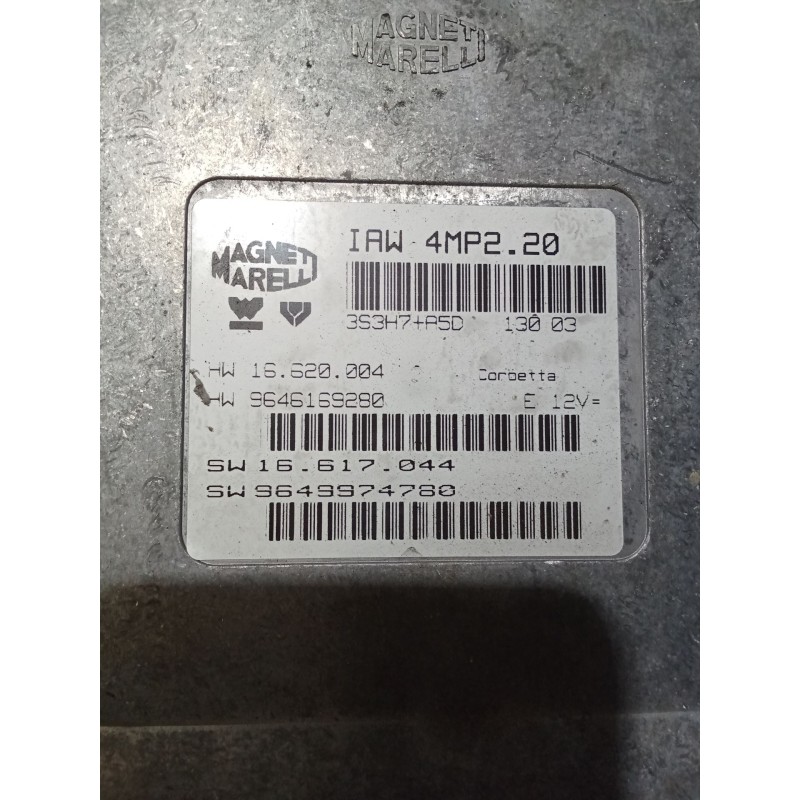 MAGNETI
MARELLI
MAGNETI
MARELLI
IAW 4MP2.20
3S3H7+A5D 130 03
HW 16.620.004 Corbetta
HW 9646169280 E 12V=
SW 16.617.044
SW 9649974780